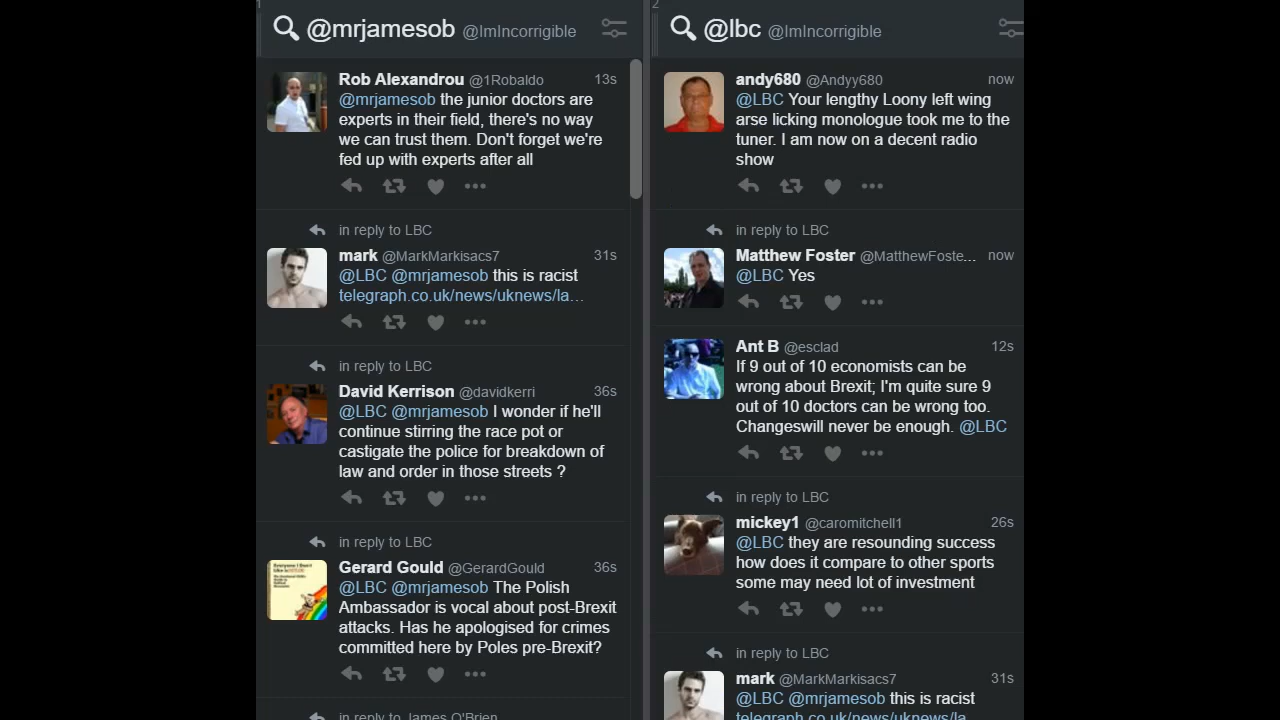 1
@mrjamesob @ImIncorrigible
Rob Alexandrou @1Robaldo 13s
@mrjamesob the junior doctors are
experts in their field, there's no way
we can trust them. Don't forget we're
fed up with experts after all
in reply to LBC
mark @MarkMarkisacs7 31s
@LBC @mrjamesob this is racist
telegraph.co.uk/news/uknews/la…
in reply to LBC
David Kerrison @davidkerri 36s
@LBC @mrjamesob I wonder if he'll
continue stirring the race pot or
castigate the police for breakdown of
law and order in those streets ?
in reply to LBC
Gerard Gould @GerardGould 36s
@LBC @mrjamesob The Polish
Ambassador is vocal about post-Brexit
attacks. Has he apologised for crimes
committed here by Poles pre-Brexit?
in reply to James O'Brien
2
@lbc @ImIncorrigible
andy680 @Andyy680 now
@LBC Your lengthy Loony left wing
arse licking monologue took me to the
tuner. I am now on a decent radio
show
in reply to LBC
Matthew Foster @MatthewFoste... now
@LBC Yes
Ant B @esclad 12s
If 9 out of 10 economists can be
wrong about Brexit; I'm quite sure 9
out of 10 doctors can be wrong too.
Changeswill never be enough. @LBC
in reply to LBC
mickey1 @caromitchell1 26s
@LBC they are resounding success
how does it compare to other sports
some may need lot of investment
in reply to LBC
mark @MarkMarkisacs7 31s
@LBC @mrjamesob this is racist
telegraph.co.uk/news/uknews/la…